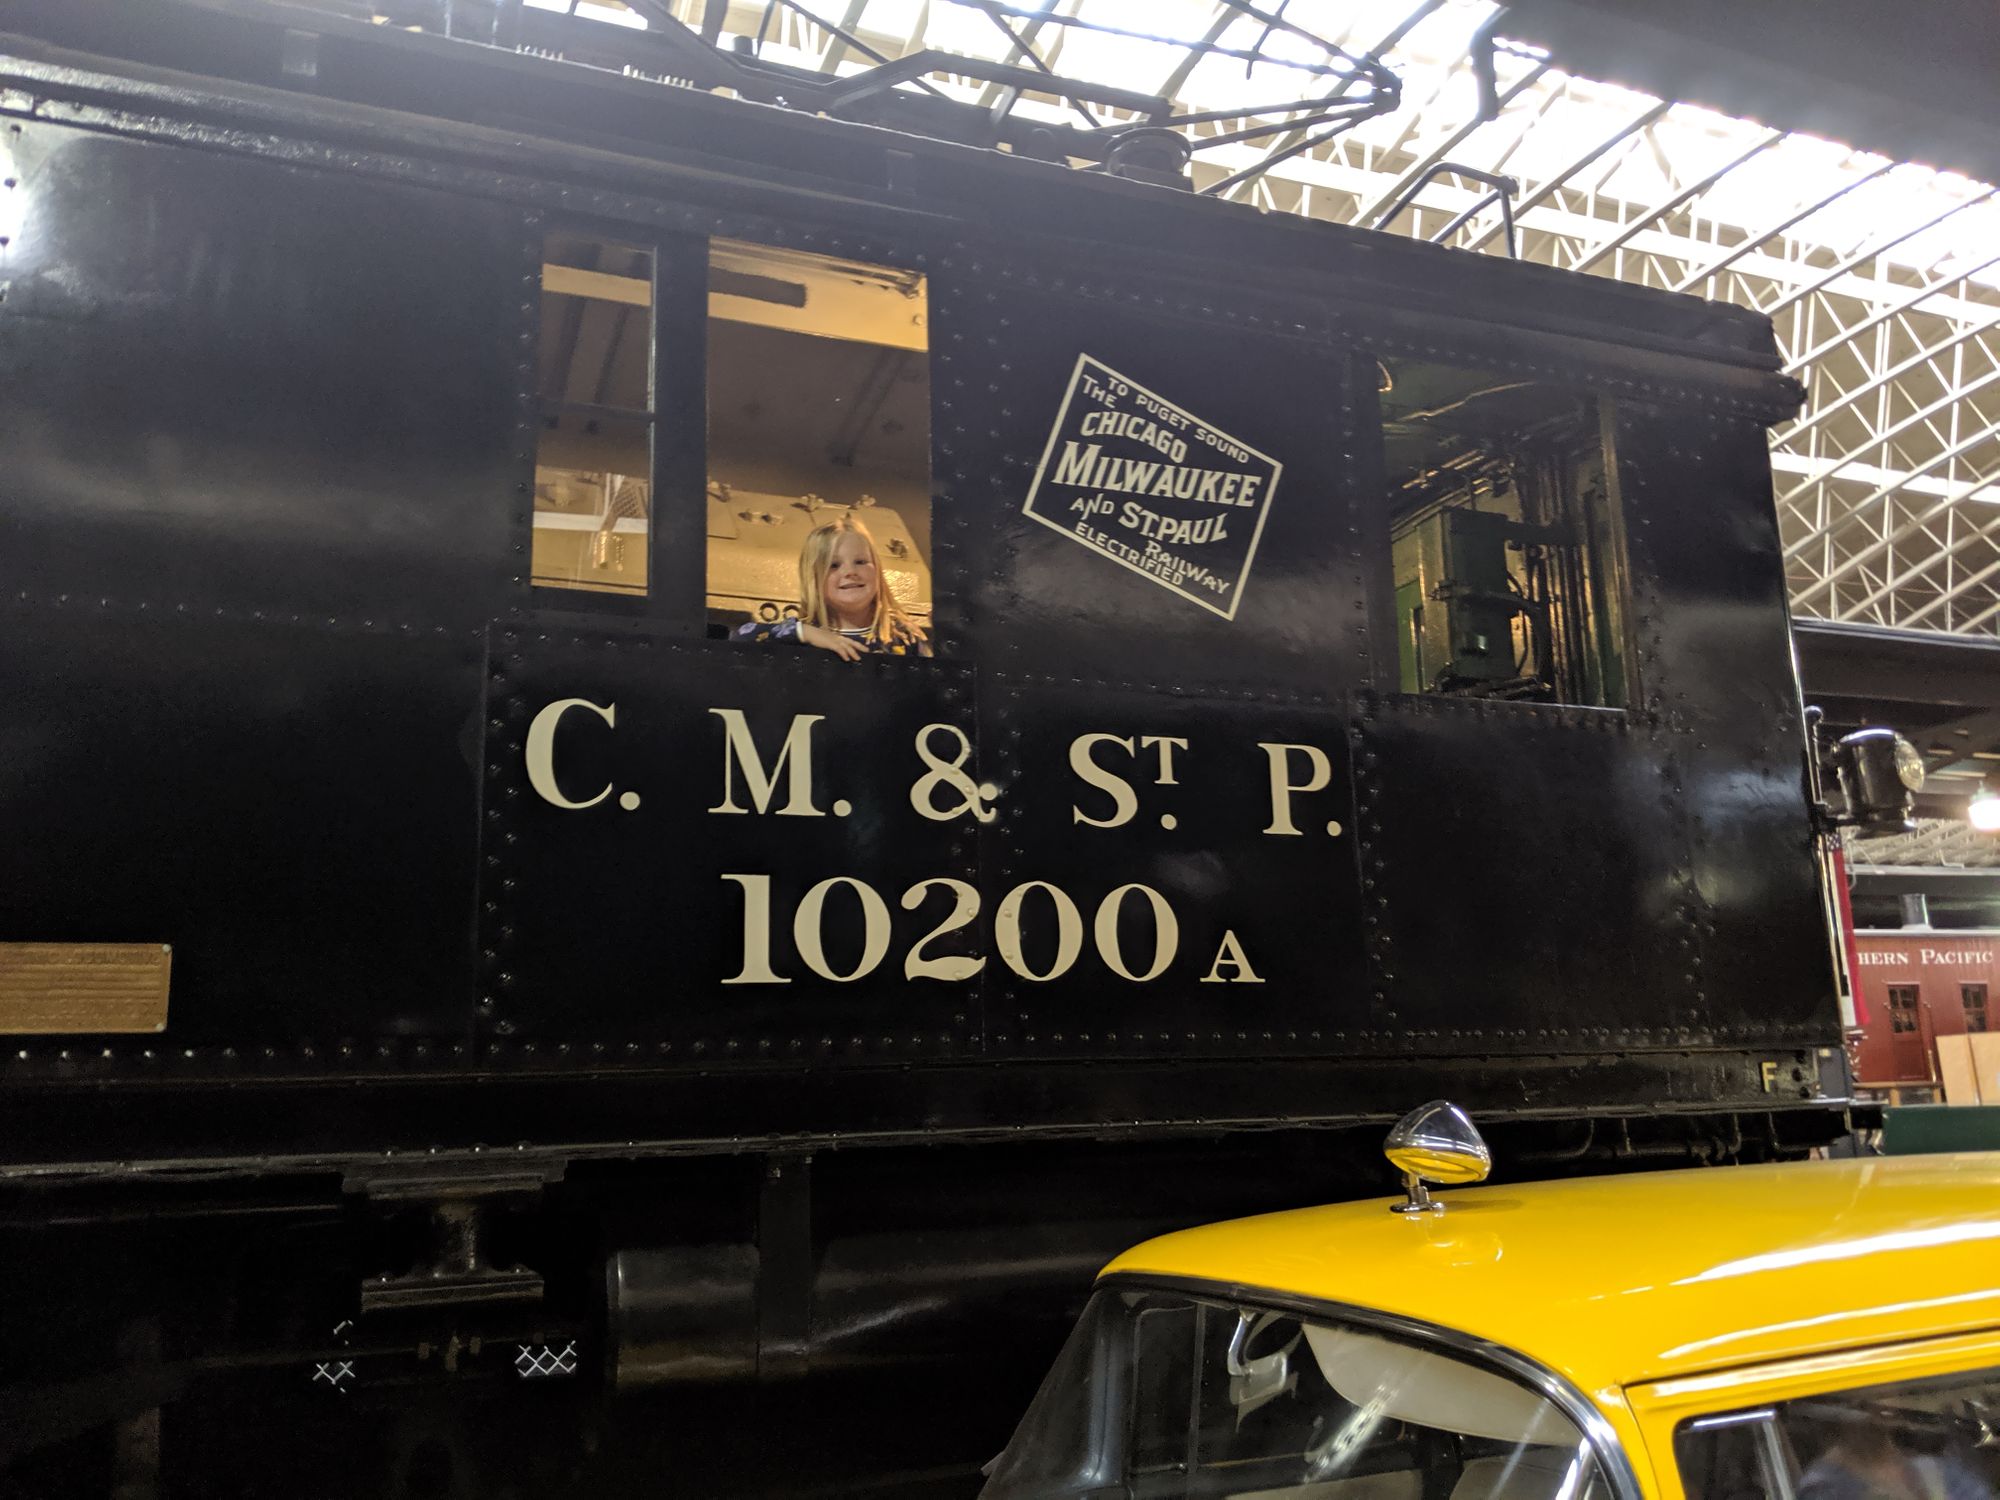 TO PUGET SOUND
THE
CHICAGO
MILWAUKEE
AND ST. PAUL
RAILWAY
ELECTRIFIED
C. M. & ST. P.
10200 A
F
HERN PACIFIC